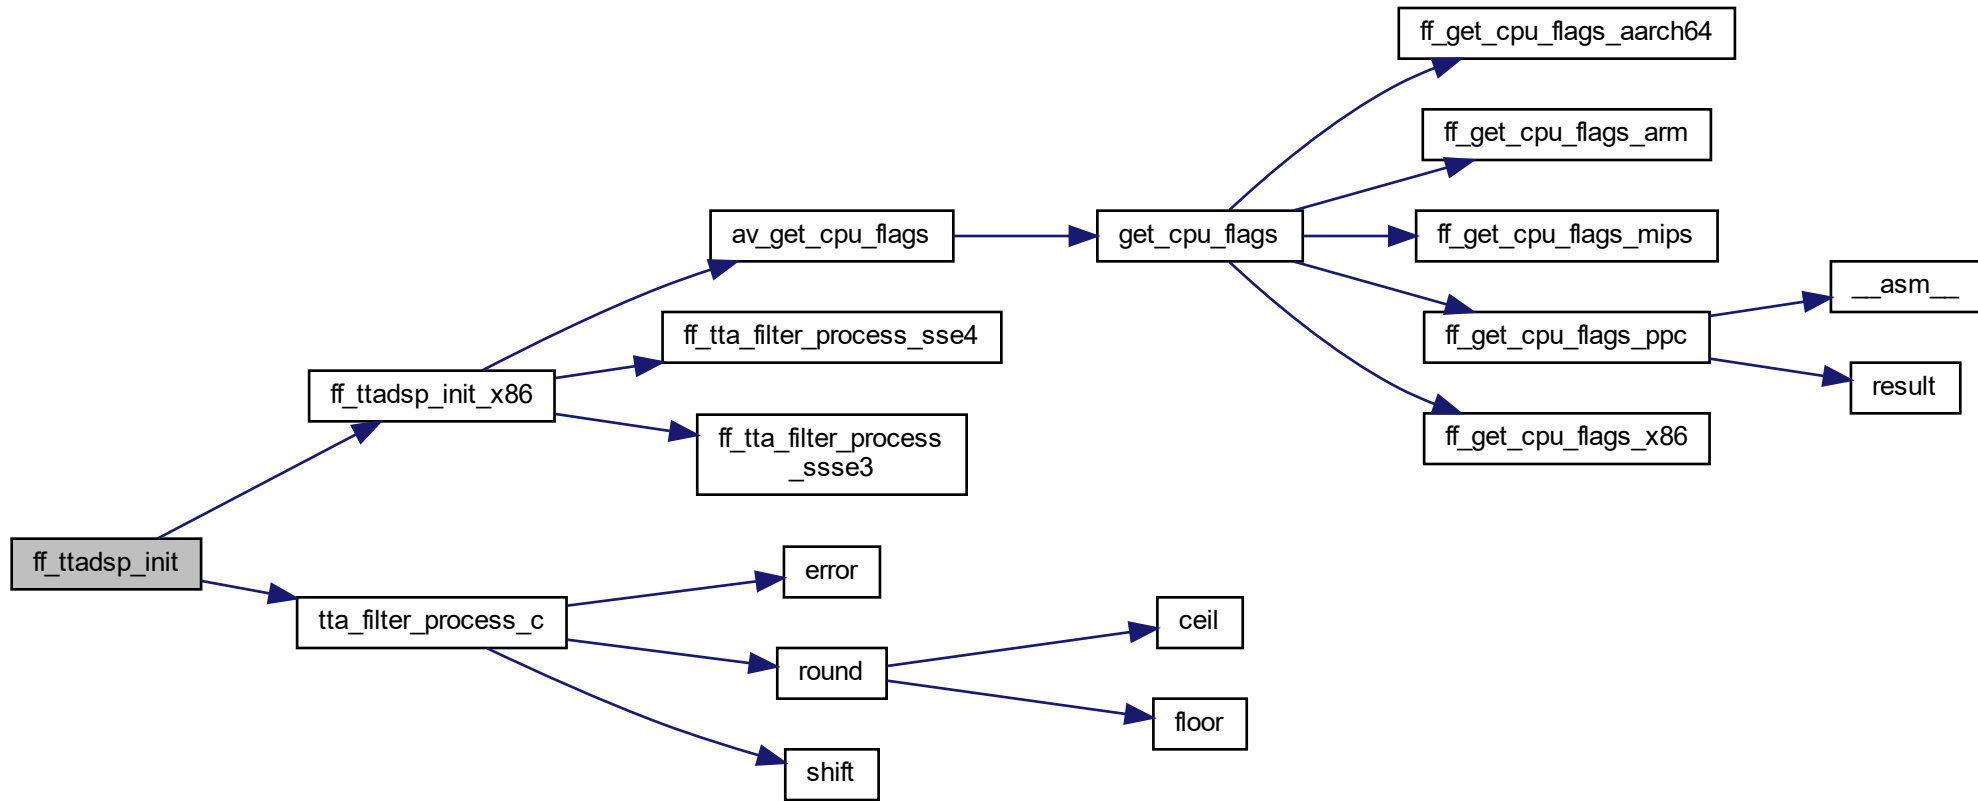 ff_get_cpu_flags_aarch64
ff_get_cpu_flags_arm
av_get_cpu_flags
get_cpu_flags
ff_get_cpu_flags_mips
__asm__
ff_tta_filter_process_sse4
ff_get_cpu_flags_ppc
ff_ttadsp_init_x86
result
ff_tta_filter_process
_ssse3
ff_get_cpu_flags_x86
ff_ttadsp_init
error
tta_filter_process_c
ceil
round
floor
shift